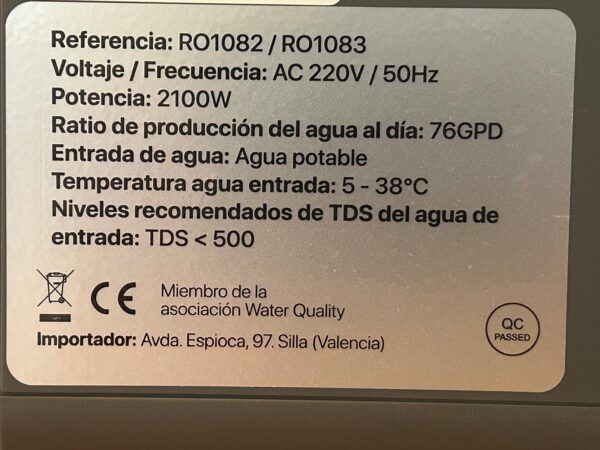 Referencia: RO1082 / RO1083
Voltaje / Frecuencia: AC 220V / 50Hz
Potencia: 2100W
Ratio de producción del agua al día: 76GPD
Entrada de agua: Agua potable
Temperatura agua entrada: 5 - 38°C
Niveles recomendados de TDS del agua de
entrada: TDS < 500
CE
Miembro de la
asociación Water Quality
QC
PASSED
Importador: Avda. Espioca, 97. Silla (Valencia)